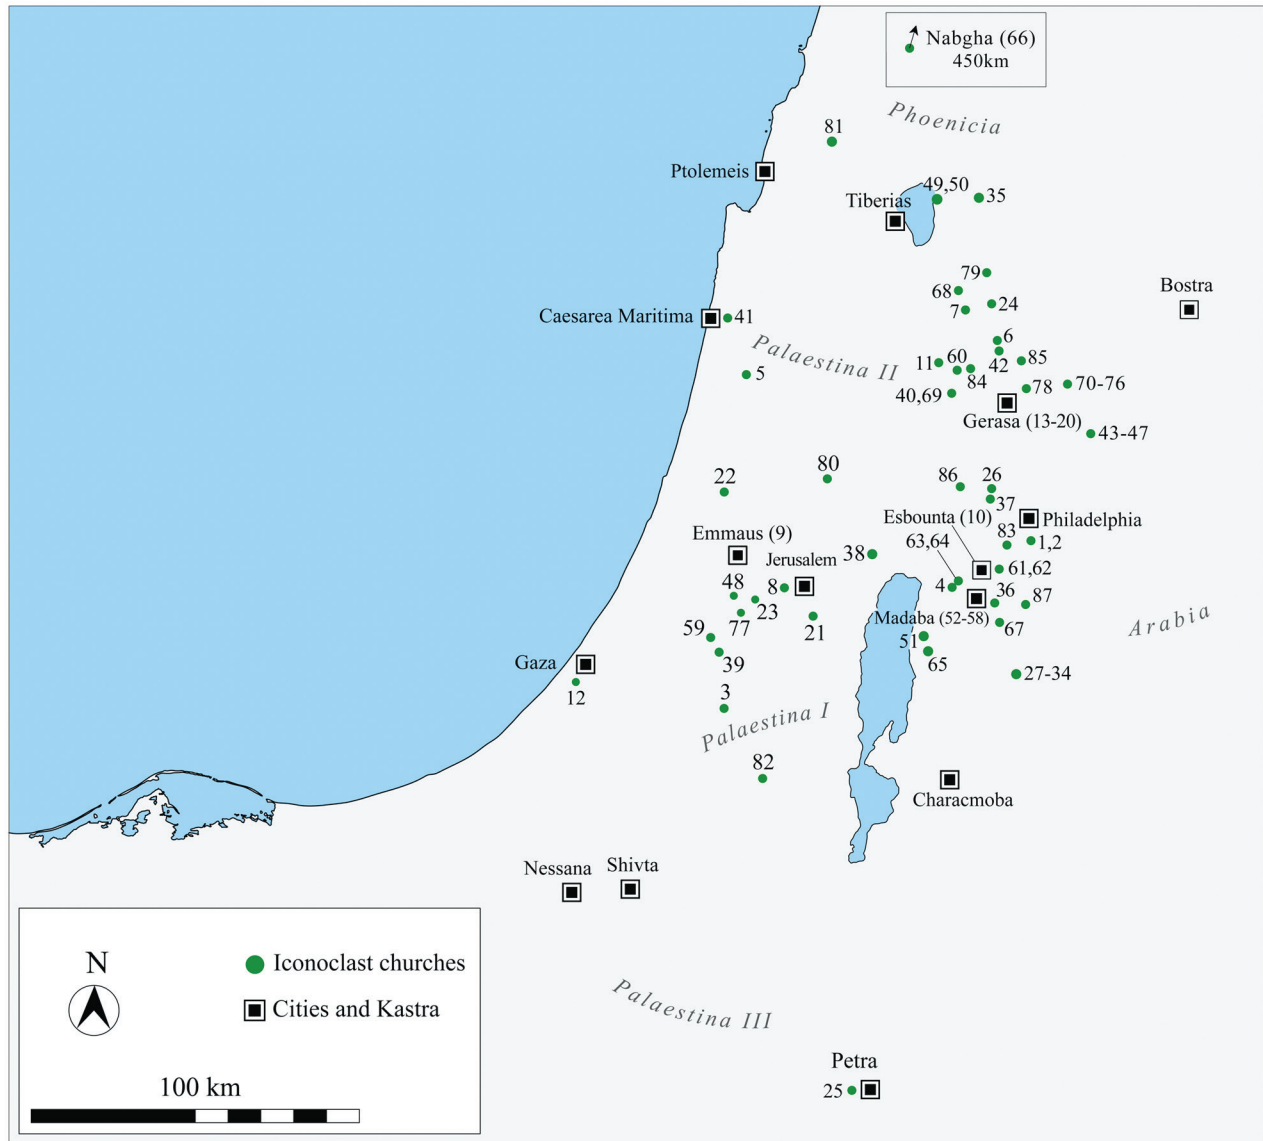 Nabgha (66)
450km
Phoenicia
81
Ptolemeis
49,50
35
Tiberias
79
68
24
7
Bostra
Caesarea Maritima
41
6
Palaestina II
11
60
42
85
5
84
40,69
78
70-76
Gerasa (13-20)
43-47
22
80
86
26
37
Esbounta (10)
Philadelphia
Emmaus (9)
63,64
83
1,2
Jerusalem
38
61,62
48
8
4
36
87
23
77
21
Madaba (52-58)
67
Arabia
59
51
39
65
Gaza
27-34
12
3
Palaestina I
82
Characmoba
Nessana
Shivta
N
Iconoclast churches
Cities and Kastra
100 km
Palaestina III
Petra
25